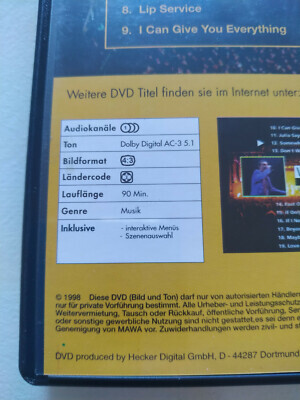 8. Lip Service
9. I Can Give You Everything
Weitere DVD Titel finden sie im Internet unter:
Audiokanäle
Ton Dolby Digital AC-3 5.1
Bildformat 4:3
Ländercode
Lauflänge 90 Min.
Genre Musik
Inklusive - interaktive Menüs
- Szenenauswahl
© 1998 Diese DVD (Bild und Ton) darf nur von autorisierten Händlern
nur für private Vorführung bestimmt. Alle Urheber- und Leistungsschutz
Weitervermietung, Tausch oder Rückkauf, öffentliche Vorführung,
oder sonstige gewerbliche Nutzung sind nicht gestattet, es sei denn
Genemigung von MAWA vor. Zuwiderhandlungen werden zivil- und
DVD produced by Hecker Digital GmbH, D - 44287 Dortmund